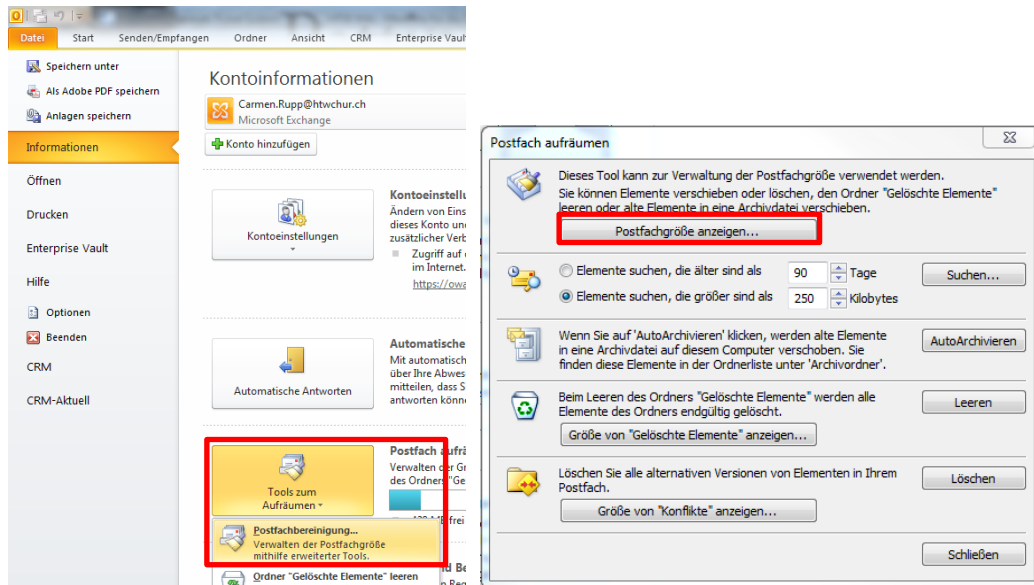 Datei Start Senden/Empfangen Ordner Ansicht CRM Enterprise Vault
Speichern unter
Als Adobe PDF speichern
Anlagen speichern
Informationen
Öffnen
Drucken
Enterprise Vault
Hilfe
Optionen
Beenden
CRM
CRM-Aktuell
Kontoinformationen
Carmen.Rupp@htwchur.ch
Microsoft Exchange
Konto hinzufügen
Kontoeinstellungen
Kontoeinstellu
Ändern von Eins
dieses Konto und
zusätzlicher Verb
Zugriff auf
im Internet.
https://owa
Automatische Antworten
Automatische
Mit automatisch
über Ihre Abwes
mitteilen, dass S
antworten könne
Tools zum
Aufräumen
Postfach aufrä
Verwalten der Gr
des Ordners "Ge
frei
Postfachbereinigung...
Verwalten der Postfachgröße
mithilfe erweiterter Tools.
Ordner "Gelöschte Elemente" leeren
Postfach aufräumen
Dieses Tool kann zur Verwaltung der Postfachgröße verwendet werden.
Sie können Elemente verschieben oder löschen, den Ordner "Gelöschte Elemente"
leeren oder alte Elemente in eine Archivdatei verschieben.
Postfachgröße anzeigen...
Elemente suchen, die älter sind als 90 Tage
Suchen...
Elemente suchen, die größer sind als 250 Kilobytes
Wenn Sie auf 'AutoArchivieren' klicken, werden alte Elemente
in eine Archivdatei auf diesem Computer verschoben. Sie
finden diese Elemente in der Ordnerliste unter 'Archivordner'.
AutoArchivieren
Beim Leeren des Ordners "Gelöschte Elemente" werden alle
Elemente des Ordners endgültig gelöscht.
Leeren
Größe von "Gelöschte Elemente" anzeigen...
Löschen Sie alle alternativen Versionen von Elementen in Ihrem
Postfach.
Löschen
Größe von "Konflikte" anzeigen...
Schließen